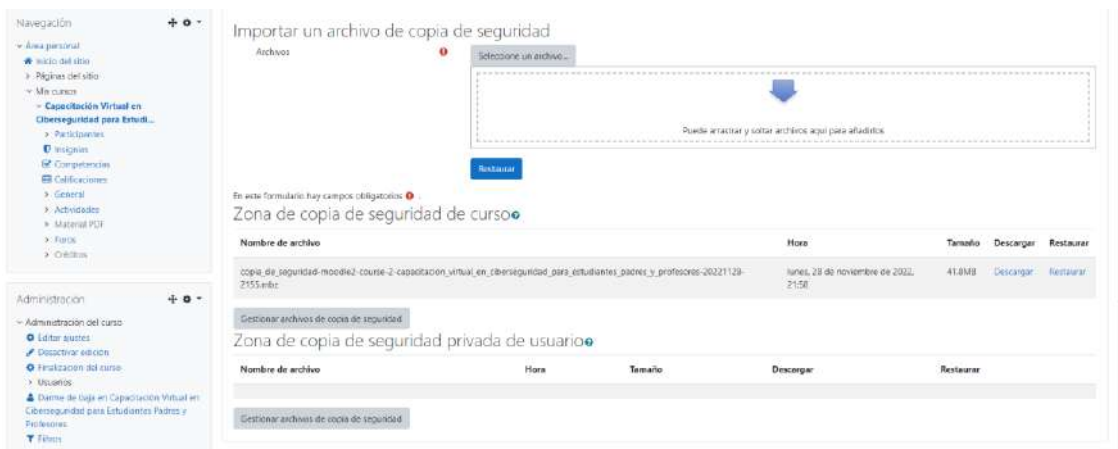 Navegación
Área personal
Inicio del sitio
Páginas del sitio
Mis cursos
Capacitación Virtual en
Ciberseguridad para Estudi...
Participantes
Insignias
Competencias
Calificaciones
General
Actividades
Material PDF
Foros
Créditos
Administración
Administración del curso
Editar ajustes
Desactivar edición
Finalización del curso
Usuarios
Darme de baja en Capacitación Virtual en
Ciberseguridad para Estudiantes Padres y
Profesores
Filtros
Importar un archivo de copia de seguridad
Archivos
Seleccione un archivo...
Puede arrastrar y soltar archivos aquí para añadirlos
Restaurar
En este formulario hay campos obligatorios .
Zona de copia de seguridad de curso
Nombre de archivo Hora Tamaño Descargar Restaurar
copia_de_seguridad-moodle2-course-2-capacitacion_virtual_en_ciberseguridad_para_estudiantes_padres_y_profesores-20221128- lunes, 28 de noviembre de 2022, 41.8MB Descargar Restaurar
2155.mbz 21:58
Gestionar archivos de copia de seguridad
Zona de copia de seguridad privada de usuario
Nombre de archivo Hora Tamaño Descargar Restaurar
Gestionar archivos de copia de seguridad